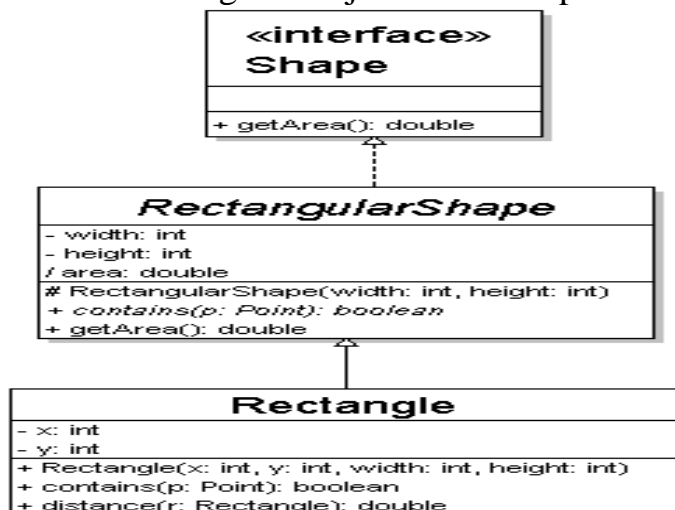 «interface»
Shape
+ getArea(): double
RectangularShape
- width: int
- height: int
/ area: double
# RectangularShape(width: int, height: int)
+ contains(p: Point): boolean
+ getArea(): double
Rectangle
- x: int
- y: int
+ Rectangle(x: int, y: int, width: int, height: int)
+ contains(p: Point): boolean
+ distance(r: Rectangle): double